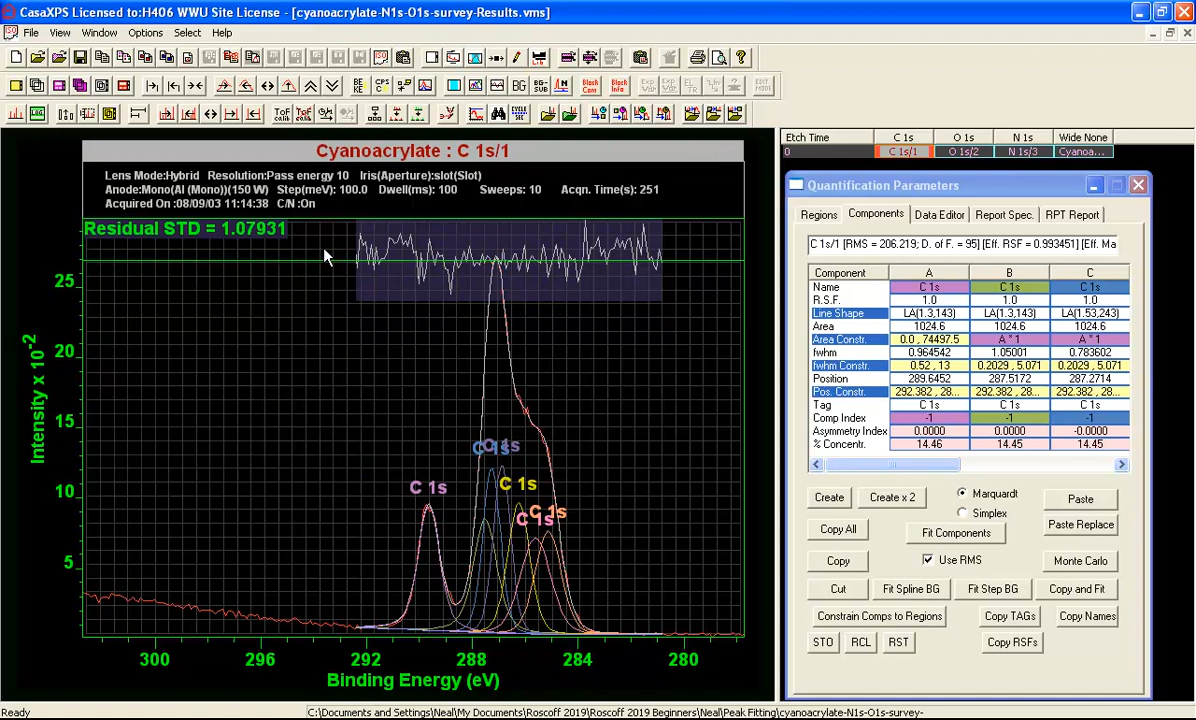 CasaXPS Licensed to:H406 WWU Site License - [cyanoacrylate-N1s-O1s-survey-Results.vms]
File View Window Options Select Help
Cyanoacrylate : C 1s/1
Lens Mode:Hybrid Resolution:Pass energy 10 Iris(Aperture):slot(Slot)
Anode:Mono(Al (Mono))(150 W) Step(meV): 100.0 Dwell(ms): 100 Sweeps: 10 Acqn. Time(s): 251
Acquired On :08/09/03 11:14:38 C/N :On
Residual STD = 1.07931
Intensity x 10^-2
25
20
15
10
5
C 1s
C 1s
C 1s
C 1s
C 1s
C 1s
300 296 292 288 284 280
Binding Energy (eV)
Etch Time C 1s O 1s N 1s Wide None
0 C 1s/1 O 1s/2 N 1s/3 Cyanoa...
Quantification Parameters
Regions Components Data Editor Report Spec. RPT Report
C 1s/1 [RMS = 206.219; D. of F. = 95] [Eff. RSF = 0.993451] [Eff. Ma
Component A B C
Name C 1s C 1s C 1s
R.S.F. 1.0 1.0 1.0
Line Shape LA(1.3,143) LA(1.3,143) LA(1.53,243)
Area 1024.6 1024.6 1024.6
Area Constr. 0.0 , 74497.5 A * 1 A * 1
fwhm 0.964542 1.05001 0.783602
fwhm Constr. 0.52 , 13 0.2029 , 5.071 0.2029 , 5.071
Position 289.6452 287.5172 287.2714
Pos. Constr. 292.382 , 28... 292.382 , 28... 292.382 , 28...
Tag C 1s C 1s C 1s
Comp Index -1 -1 -1
Asymmetry Index 0.0000 0.0000 -0.0000
% Concentr. 14.46 14.45 14.45
Create Create x 2 Marquardt Paste
Simplex
Copy All Fit Components Paste Replace
Copy Use RMS Monte Carlo
Cut Fit Spline BG Fit Step BG Copy and Fit
Constrain Comps to Regions Copy TAGs Copy Names
STO RCL RST Copy RSFs
Ready C:\Documents and Settings\Neal\My Documents\Roscoff 2019\Roscoff 2019 Beginners\Neal\Peak Fitting\cyanoacrylate-N1s-O1s-survey-